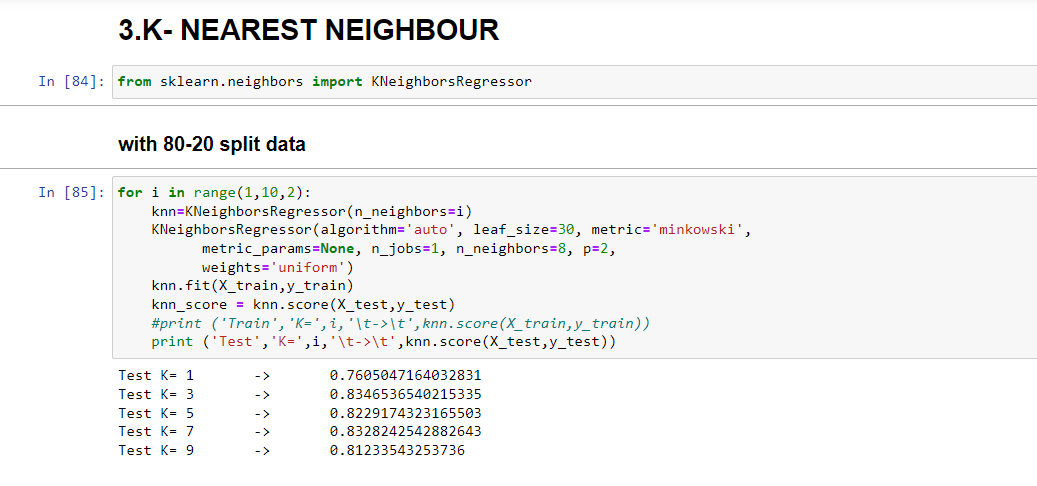 3.K- NEAREST NEIGHBOUR
In [84]: from sklearn.neighbors import KNeighborsRegressor
with 80-20 split data
In [85]: for i in range(1,10,2):
    knn=KNeighborsRegressor(n_neighbors=i)
    KNeighborsRegressor(algorithm='auto', leaf_size=30, metric='minkowski',
          metric_params=None, n_jobs=1, n_neighbors=8, p=2,
          weights='uniform')
    knn.fit(X_train,y_train)
    knn_score = knn.score(X_test,y_test)
    #print ('Train','K=',i,'\t->\t',knn.score(X_train,y_train))
    print ('Test','K=',i,'\t->\t',knn.score(X_test,y_test))
Test K= 1 -> 0.7605047164032831
Test K= 3 -> 0.8346536540215335
Test K= 5 -> 0.8229174323165503
Test K= 7 -> 0.8328242542882643
Test K= 9 -> 0.81233543253736